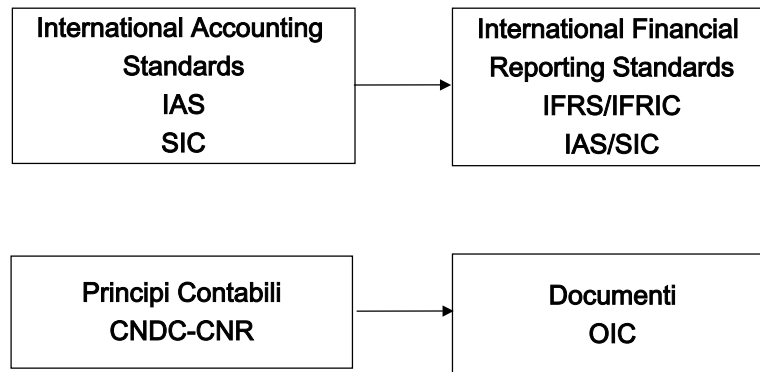 International Accounting
Standards
IAS
SIC
International Financial
Reporting Standards
IFRS/IFRIC
IAS/SIC
Principi Contabili
CNDC-CNR
Documenti
OIC